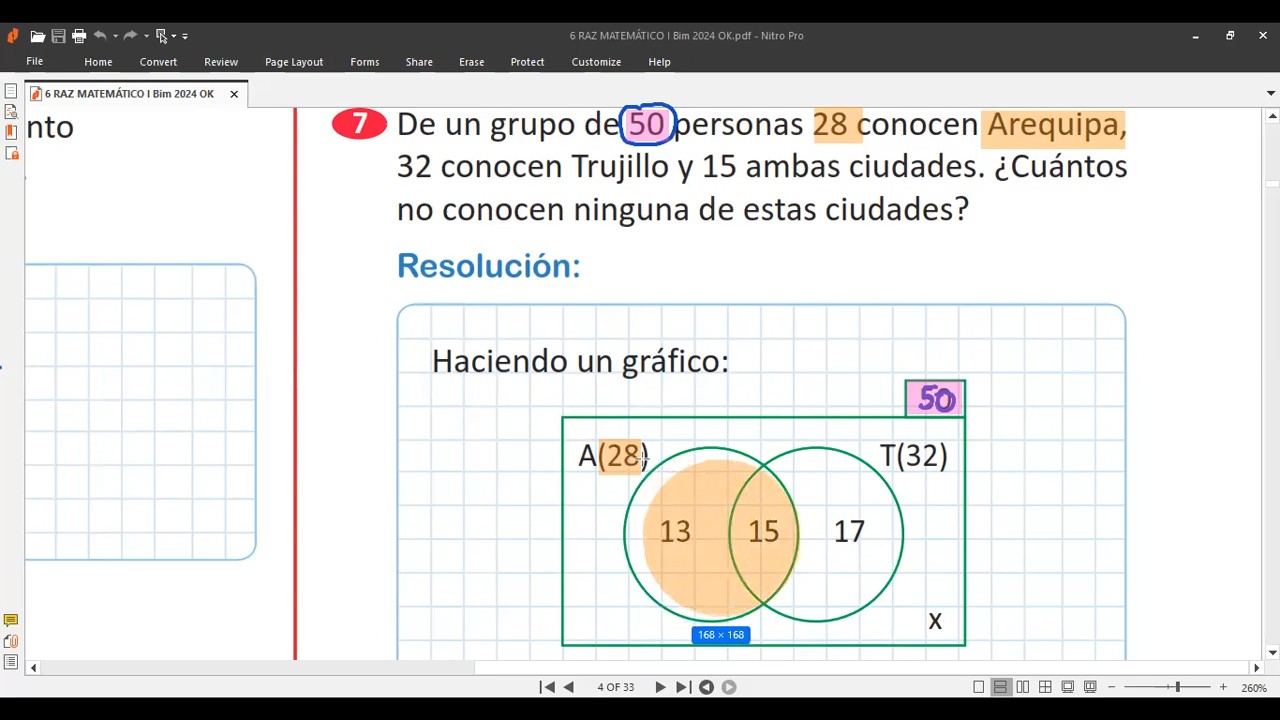 6 RAZ MATEMÁTICO I Bim 2024 OK.pdf - Nitro Pro
File Home Convert Review Page Layout Forms Share Erase Protect Customize Help
6 RAZ MATEMÁTICO I Bim 2024 OK
nto
7 De un grupo de 50 personas 28 conocen Arequipa,
32 conocen Trujillo y 15 ambas ciudades. ¿Cuántos
no conocen ninguna de estas ciudades?
Resolución:
Haciendo un gráfico:
50
A(28) T(32)
13 15 17
x
168 × 168
4 OF 33
260%